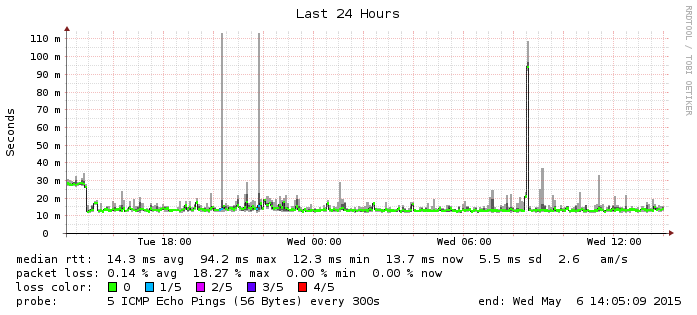 Last 24 Hours
RRDTOOL / TOBI OETIKER
Seconds
110 m
100 m
90 m
80 m
70 m
60 m
50 m
40 m
30 m
20 m
10 m
0
Tue 18:00 Wed 00:00 Wed 06:00 Wed 12:00
median rtt: 14.3 ms avg 94.2 ms max 12.3 ms min 13.7 ms now 5.5 ms sd 2.6 am/s
packet loss: 0.14 % avg 18.27 % max 0.00 % min 0.00 % now
loss color: 0 1/5 2/5 3/5 4/5
probe: 5 ICMP Echo Pings (56 Bytes) every 300s end: Wed May 6 14:05:09 2015